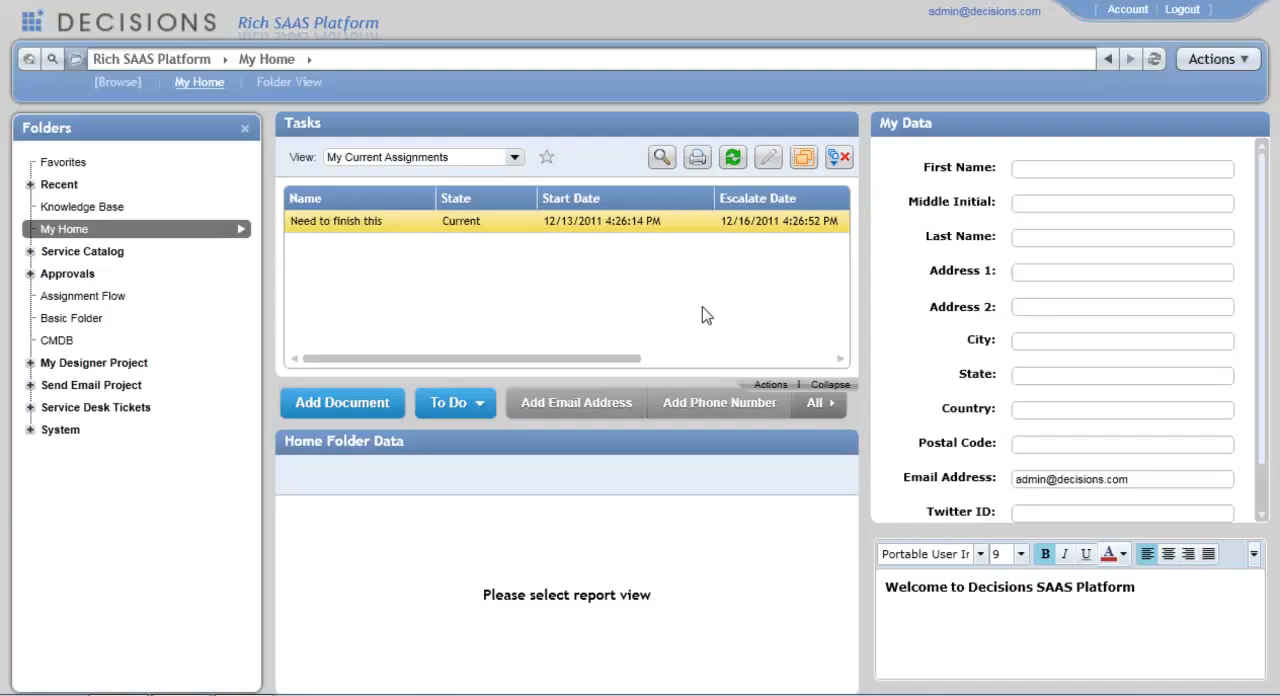 DECISIONS Rich SAAS Platform
admin@decisions.com [ Account | Logout ]
Rich SAAS Platform ▸ My Home ▸
Actions ▼
[Browse] | My Home | Folder View
Folders ×
Favorites
Recent
Knowledge Base
My Home
Service Catalog
Approvals
Assignment Flow
Basic Folder
CMDB
My Designer Project
Send Email Project
Service Desk Tickets
System
Tasks
View: My Current Assignments
Name State Start Date Escalate Date
Need to finish this Current 12/13/2011 4:26:14 PM 12/16/2011 4:26:52 PM
Actions | Collapse
Add Document To Do Add Email Address Add Phone Number All
Home Folder Data
Please select report view
My Data
First Name:
Middle Initial:
Last Name:
Address 1:
Address 2:
City:
State:
Country:
Postal Code:
Email Address: admin@decisions.com
Twitter ID:
Portable User Ir 9 B I U A
Welcome to Decisions SAAS Platform